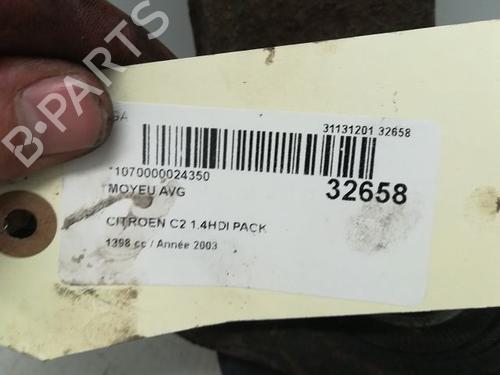 B-PARTS
31131201 32658
*1070000024350
MOYEU AVG
32658
CITROEN C2 1.4HDI PACK
1398 cc / Année 2003